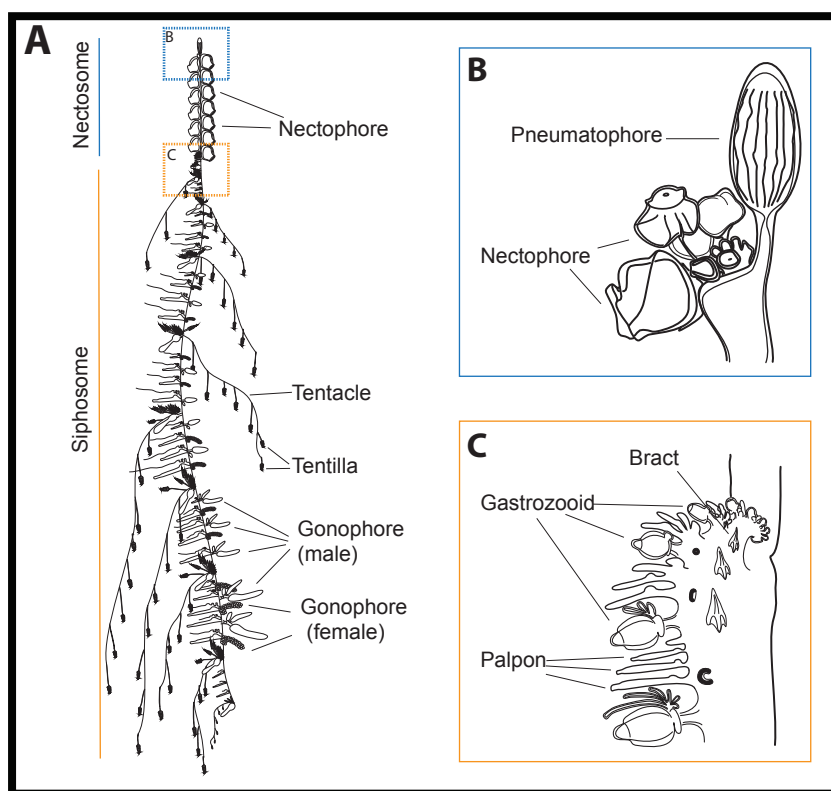 A
B
Nectosome
Nectophore
C
Siphosome
Tentacle
Tentilla
Gonophore
(male)
Gonophore
(female)
B
Pneumatophore
Nectophore
C
Bract
Gastrozooid
Palpon